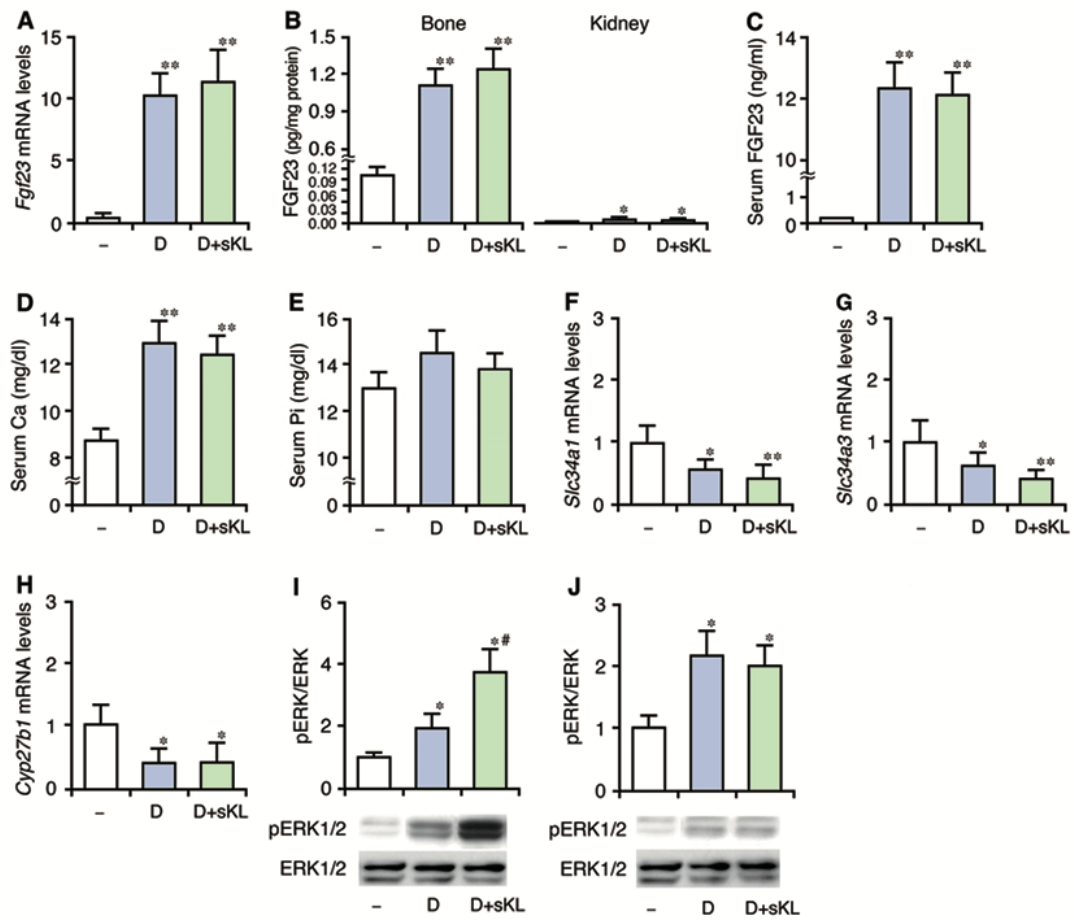 A
Fgf23 mRNA levels
15
10
5
0
**
**
– D D+sKL
B
Bone Kidney
FGF23 (pg/mg protein)
1.5
1.2
0.9
0.6
0.12
0.09
0.06
0.03
0.00
**
**
*
*
– D D+sKL – D D+sKL
C
Serum FGF23 (ng/ml)
14
12
10
1
0
**
**
– D D+sKL
D
Serum Ca (mg/dl)
14
12
10
8
0
**
**
– D D+sKL
E
Serum Pi (mg/dl)
16
14
12
10
0
– D D+sKL
F
Slc34a1 mRNA levels
3
2
1
0
*
**
– D D+sKL
G
Slc34a3 mRNA levels
3
2
1
0
*
**
– D D+sKL
H
Cyp27b1 mRNA levels
3
2
1
0
*
*
– D D+sKL
I
pERK/ERK
6
4
2
0
*
*#
pERK1/2
ERK1/2
– D D+sKL
J
pERK/ERK
3
2
1
0
*
*
pERK1/2
ERK1/2
– D D+sKL